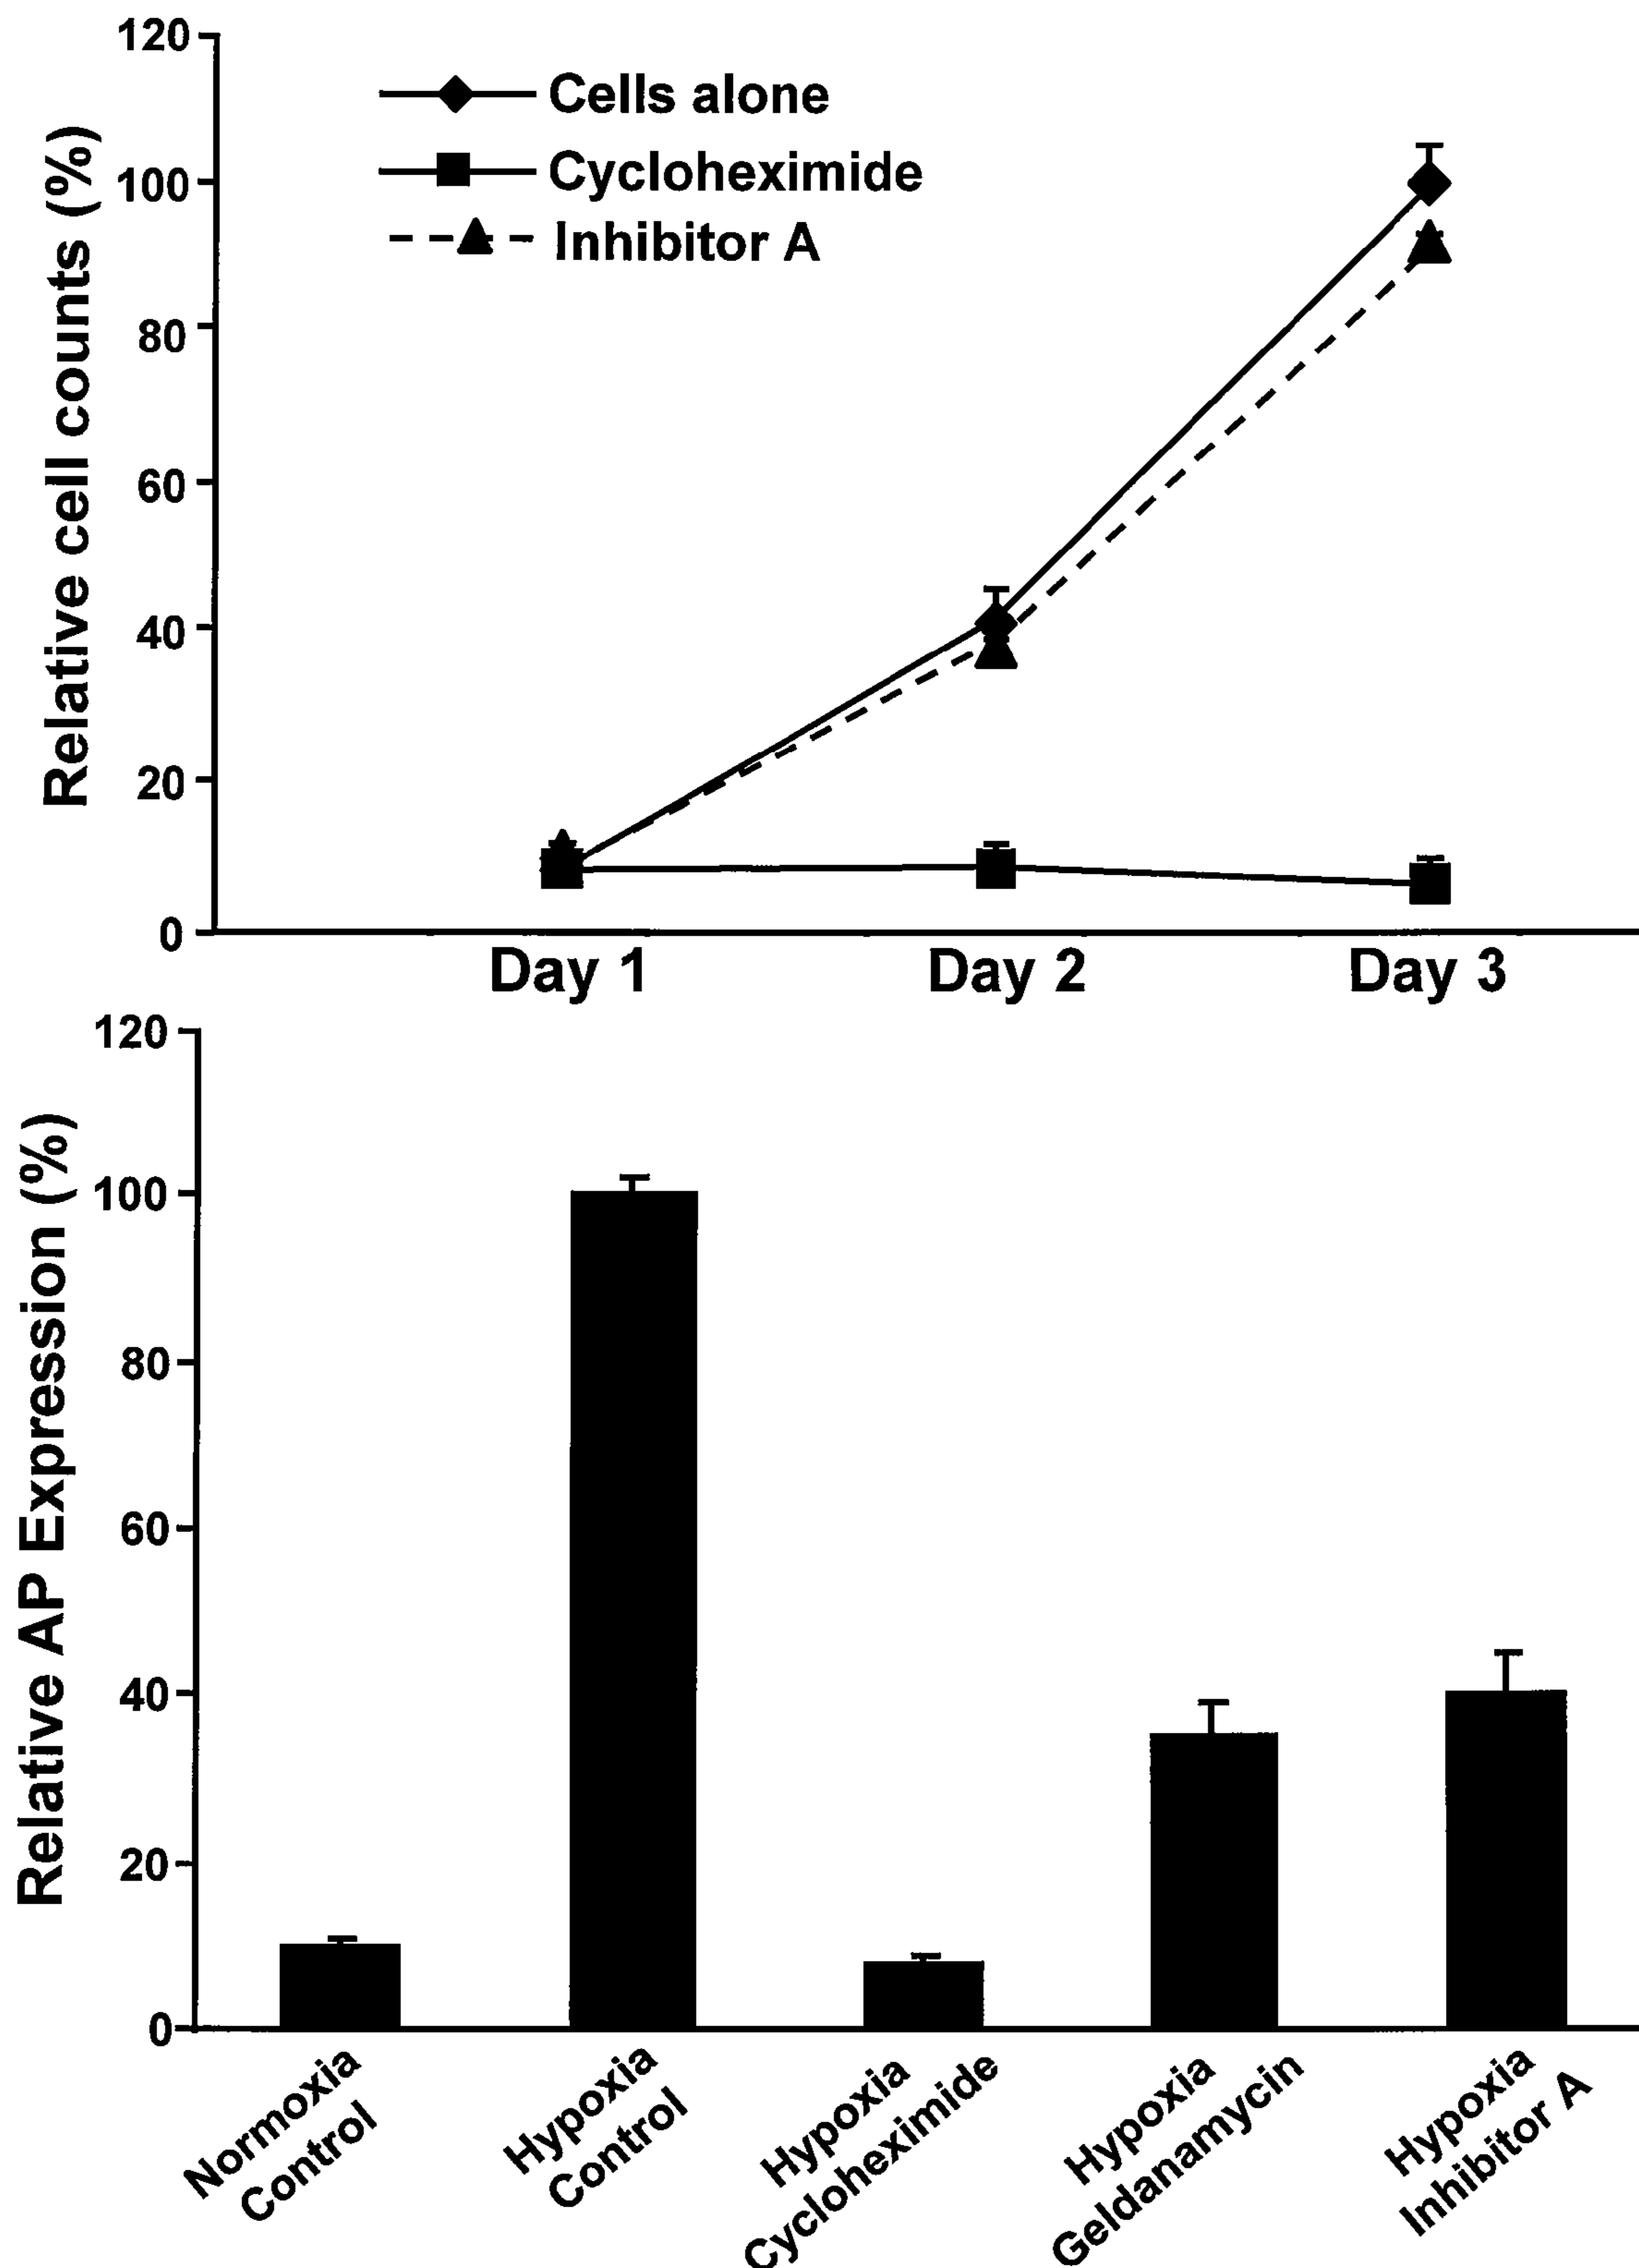 Relative cell counts (%)
120
100
80
60
40
20
0
Cells alone
Cycloheximide
Inhibitor A
Day 1
Day 2
Day 3
Relative AP Expression (%)
120
100
80
60
40
20
0
Normoxia
Control
Hypoxia
Control
Hypoxia
Cycloheximide
Hypoxia
Geldanamycin
Hypoxia
Inhibitor A